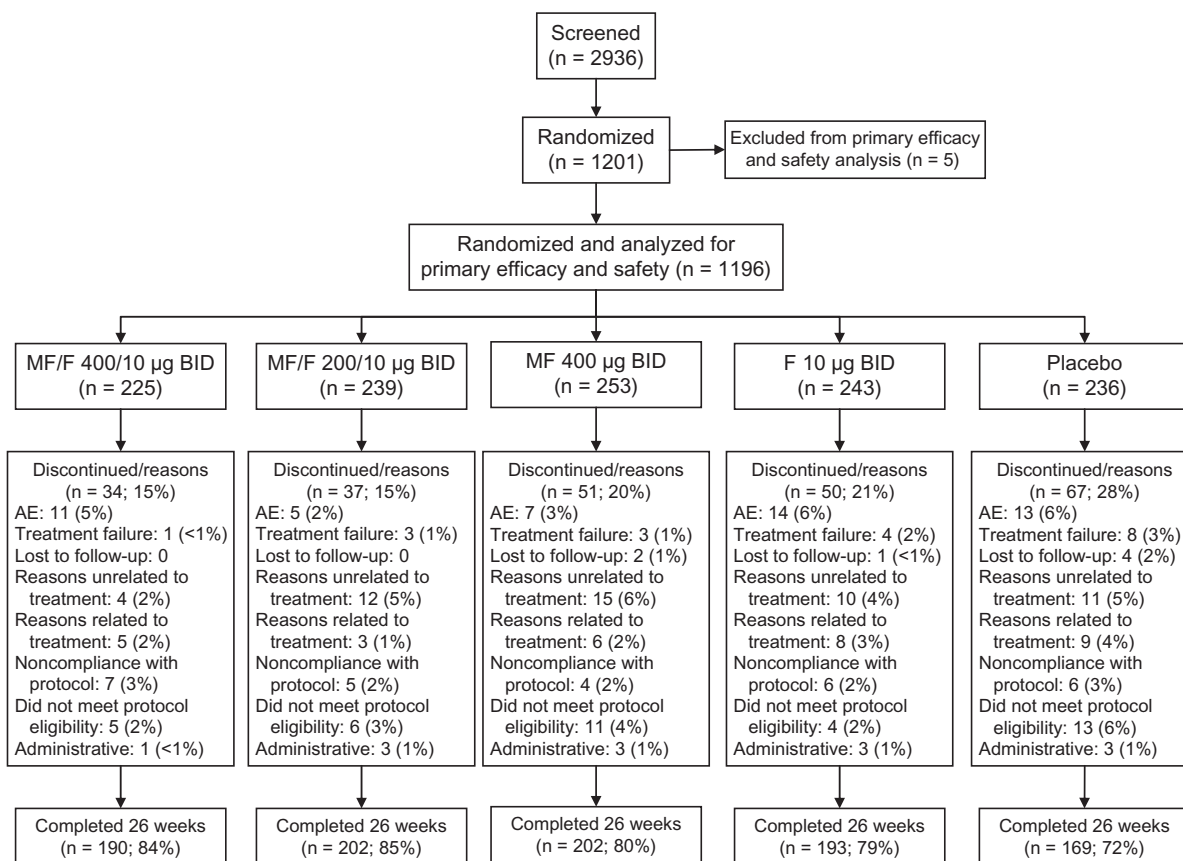 Screened
(n = 2936)
Randomized
(n = 1201)
Excluded from primary efficacy
and safety analysis (n = 5)
Randomized and analyzed for
primary efficacy and safety (n = 1196)
MF/F 400/10 µg BID
(n = 225)
MF/F 200/10 µg BID
(n = 239)
MF 400 µg BID
(n = 253)
F 10 µg BID
(n = 243)
Placebo
(n = 236)
Discontinued/reasons
(n = 34; 15%)
AE: 11 (5%)
Treatment failure: 1 (<1%)
Lost to follow-up: 0
Reasons unrelated to
treatment: 4 (2%)
Reasons related to
treatment: 5 (2%)
Noncompliance with
protocol: 7 (3%)
Did not meet protocol
eligibility: 5 (2%)
Administrative: 1 (<1%)
Discontinued/reasons
(n = 37; 15%)
AE: 5 (2%)
Treatment failure: 3 (1%)
Lost to follow-up: 0
Reasons unrelated to
treatment: 12 (5%)
Reasons related to
treatment: 3 (1%)
Noncompliance with
protocol: 5 (2%)
Did not meet protocol
eligibility: 6 (3%)
Administrative: 3 (1%)
Discontinued/reasons
(n = 51; 20%)
AE: 7 (3%)
Treatment failure: 3 (1%)
Lost to follow-up: 2 (1%)
Reasons unrelated to
treatment: 15 (6%)
Reasons related to
treatment: 6 (2%)
Noncompliance with
protocol: 4 (2%)
Did not meet protocol
eligibility: 11 (4%)
Administrative: 3 (1%)
Discontinued/reasons
(n = 50; 21%)
AE: 14 (6%)
Treatment failure: 4 (2%)
Lost to follow-up: 1 (<1%)
Reasons unrelated to
treatment: 10 (4%)
Reasons related to
treatment: 8 (3%)
Noncompliance with
protocol: 6 (2%)
Did not meet protocol
eligibility: 4 (2%)
Administrative: 3 (1%)
Discontinued/reasons
(n = 67; 28%)
AE: 13 (6%)
Treatment failure: 8 (3%)
Lost to follow-up: 4 (2%)
Reasons unrelated to
treatment: 11 (5%)
Reasons related to
treatment: 9 (4%)
Noncompliance with
protocol: 6 (3%)
Did not meet protocol
eligibility: 13 (6%)
Administrative: 3 (1%)
Completed 26 weeks
(n = 190; 84%)
Completed 26 weeks
(n = 202; 85%)
Completed 26 weeks
(n = 202; 80%)
Completed 26 weeks
(n = 193; 79%)
Completed 26 weeks
(n = 169; 72%)